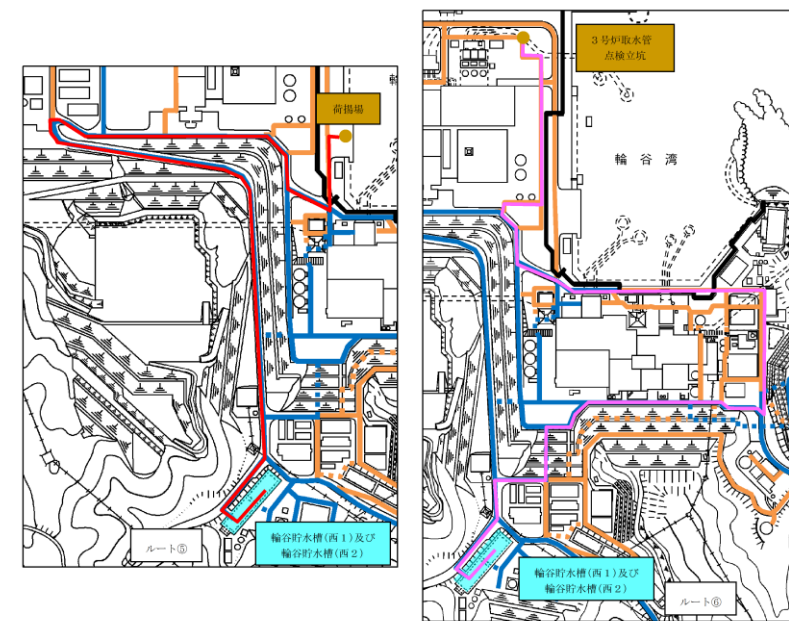 荷揚場
ルート⑤
輪谷貯水槽(西1)及び
輪谷貯水槽(西2)
3号炉取水管
点検立坑
輪谷湾
輪谷貯水槽(西1)及び
輪谷貯水槽(西2)
ルート⑥